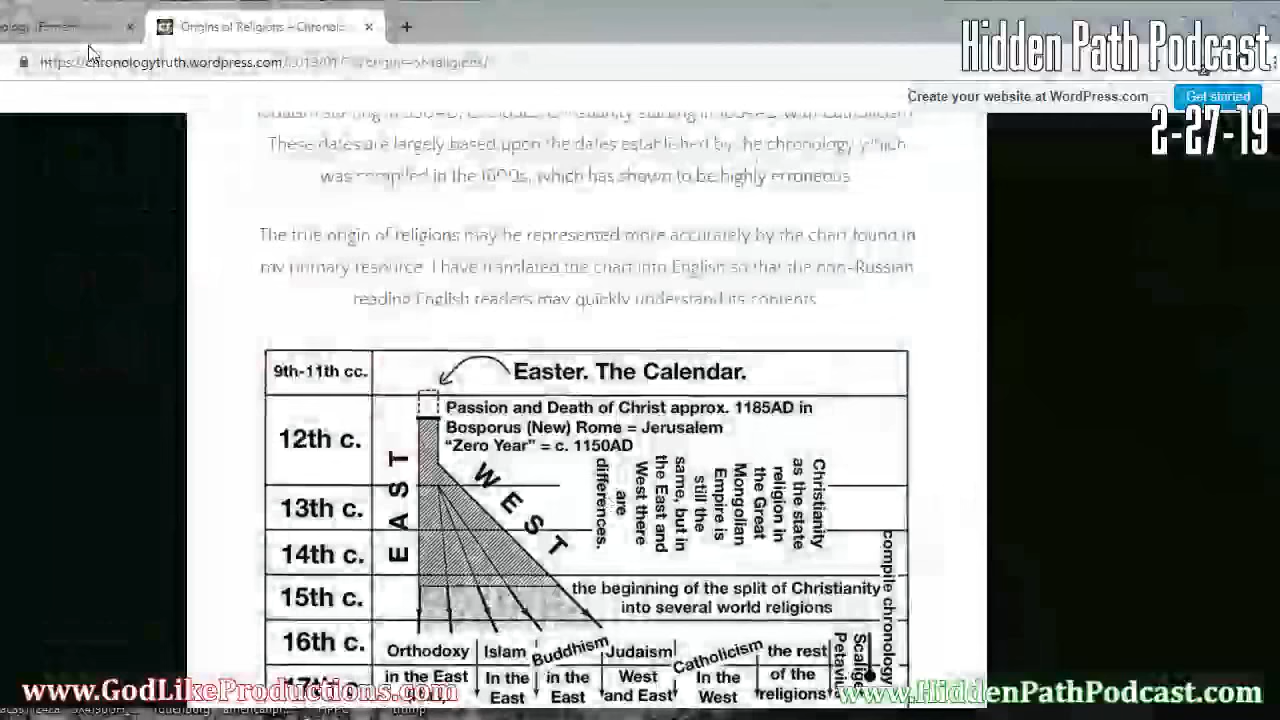 Origins of Religions – Chronolo
Hidden Path Podcast
https://chronologytruth.wordpress.com
Create your website at WordPress.com
Get started
2-27-19
These dates are largely based upon the dates established by the chronology which
was compiled in the 1600s, which has shown to be highly erroneous.
The true origin of religions may be represented more accurately by the chart found in
my primary resource. I have translated the chart into English so that the non-Russian
reading English readers may quickly understand its contents.
9th-11th cc.
Easter. The Calendar.
12th c.
Passion and Death of Christ approx. 1185AD in
Bosporus (New) Rome = Jerusalem
"Zero Year" = c. 1150AD
EAST
WEST
Christianity
as the state
religion in
the Great
Mongolian
Empire is
still the
same, but in
the East and
West there
are
differences.
13th c.
14th c.
15th c.
the beginning of the split of Christianity
into several world religions
compile chronology
16th c.
Orthodoxy
Islam
Buddhism
Judaism
Catholicism
the rest
of the
religions
Scalig
Petaviu
17th c.
in the East
In the
East
in the
East
West
and East
In the
West
www.GodLikeProductions.com
www.HiddenPathPodcast.com